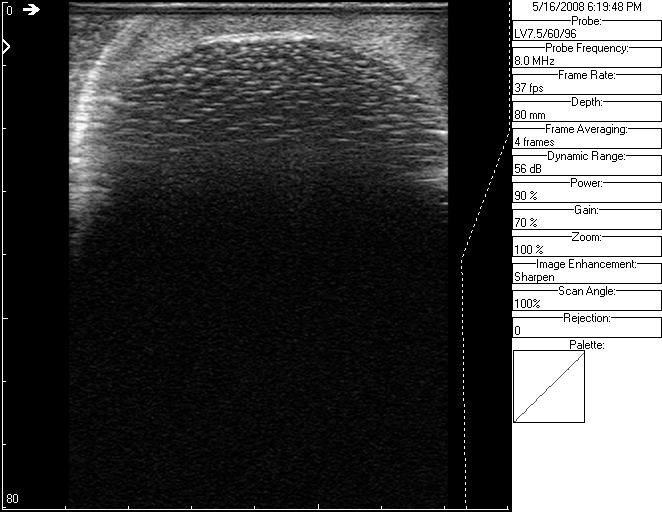 0
80
5/16/2008 6:19:48 PM
Probe:
LV7.5/60/96
Probe Frequency:
8.0 MHz
Frame Rate:
37 fps
Depth:
80 mm
Frame Averaging:
4 frames
Dynamic Range:
56 dB
Power:
90 %
Gain:
70 %
Zoom:
100 %
Image Enhancement:
Sharpen
Scan Angle:
100%
Rejection:
0
Palette: